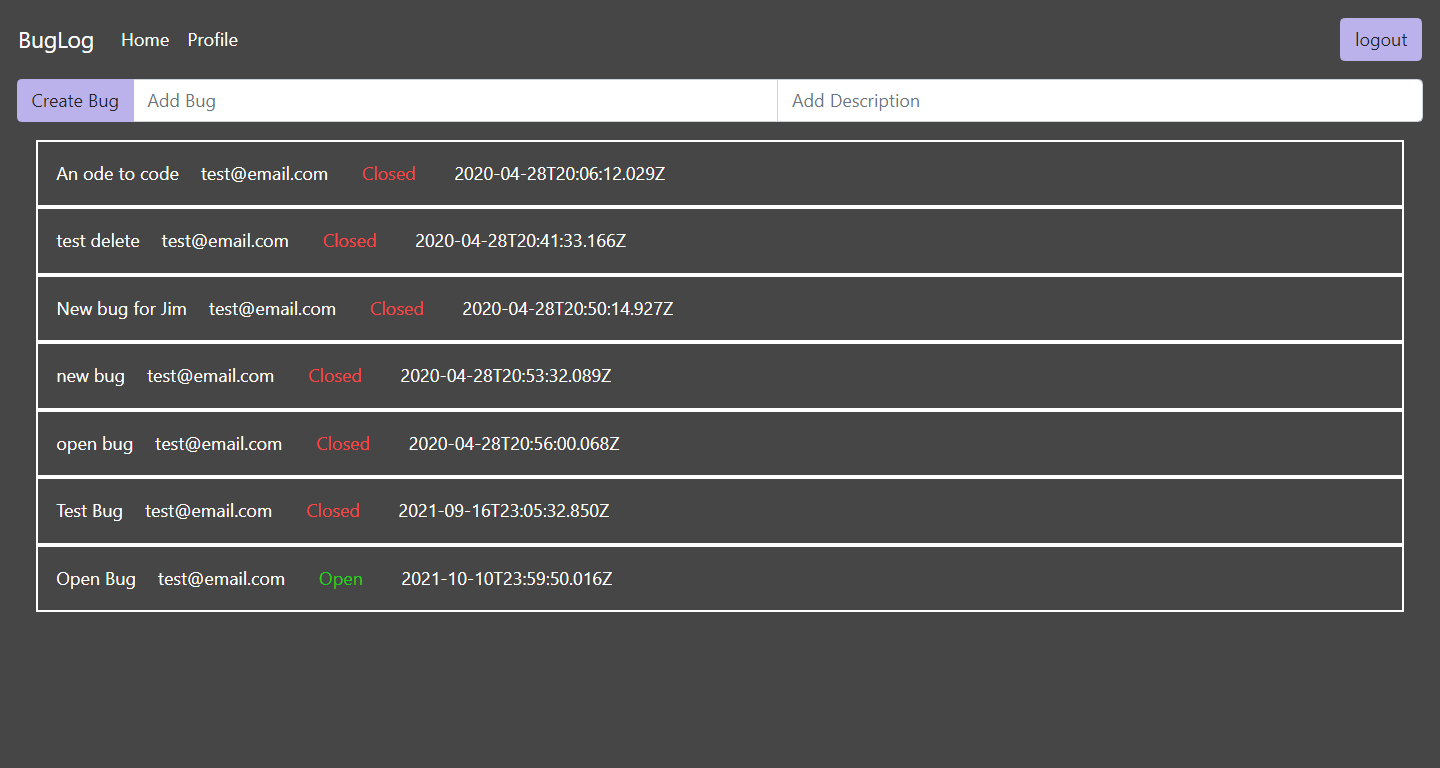 BugLog Home Profile logout
Create Bug Add Bug Add Description
An ode to code test@email.com Closed 2020-04-28T20:06:12.029Z
test delete test@email.com Closed 2020-04-28T20:41:33.166Z
New bug for Jim test@email.com Closed 2020-04-28T20:50:14.927Z
new bug test@email.com Closed 2020-04-28T20:53:32.089Z
open bug test@email.com Closed 2020-04-28T20:56:00.068Z
Test Bug test@email.com Closed 2021-09-16T23:05:32.850Z
Open Bug test@email.com Open 2021-10-10T23:59:50.016Z